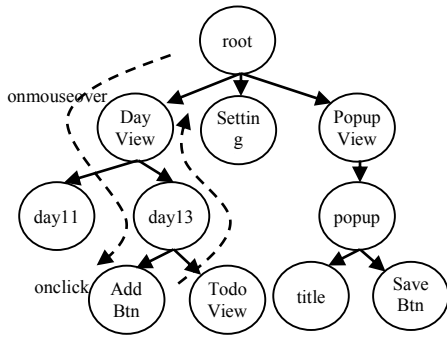 root
onmouseover
Day
View
Settin
g
Popup
View
day11
day13
popup
onclick
Add
Btn
Todo
View
title
Save
Btn